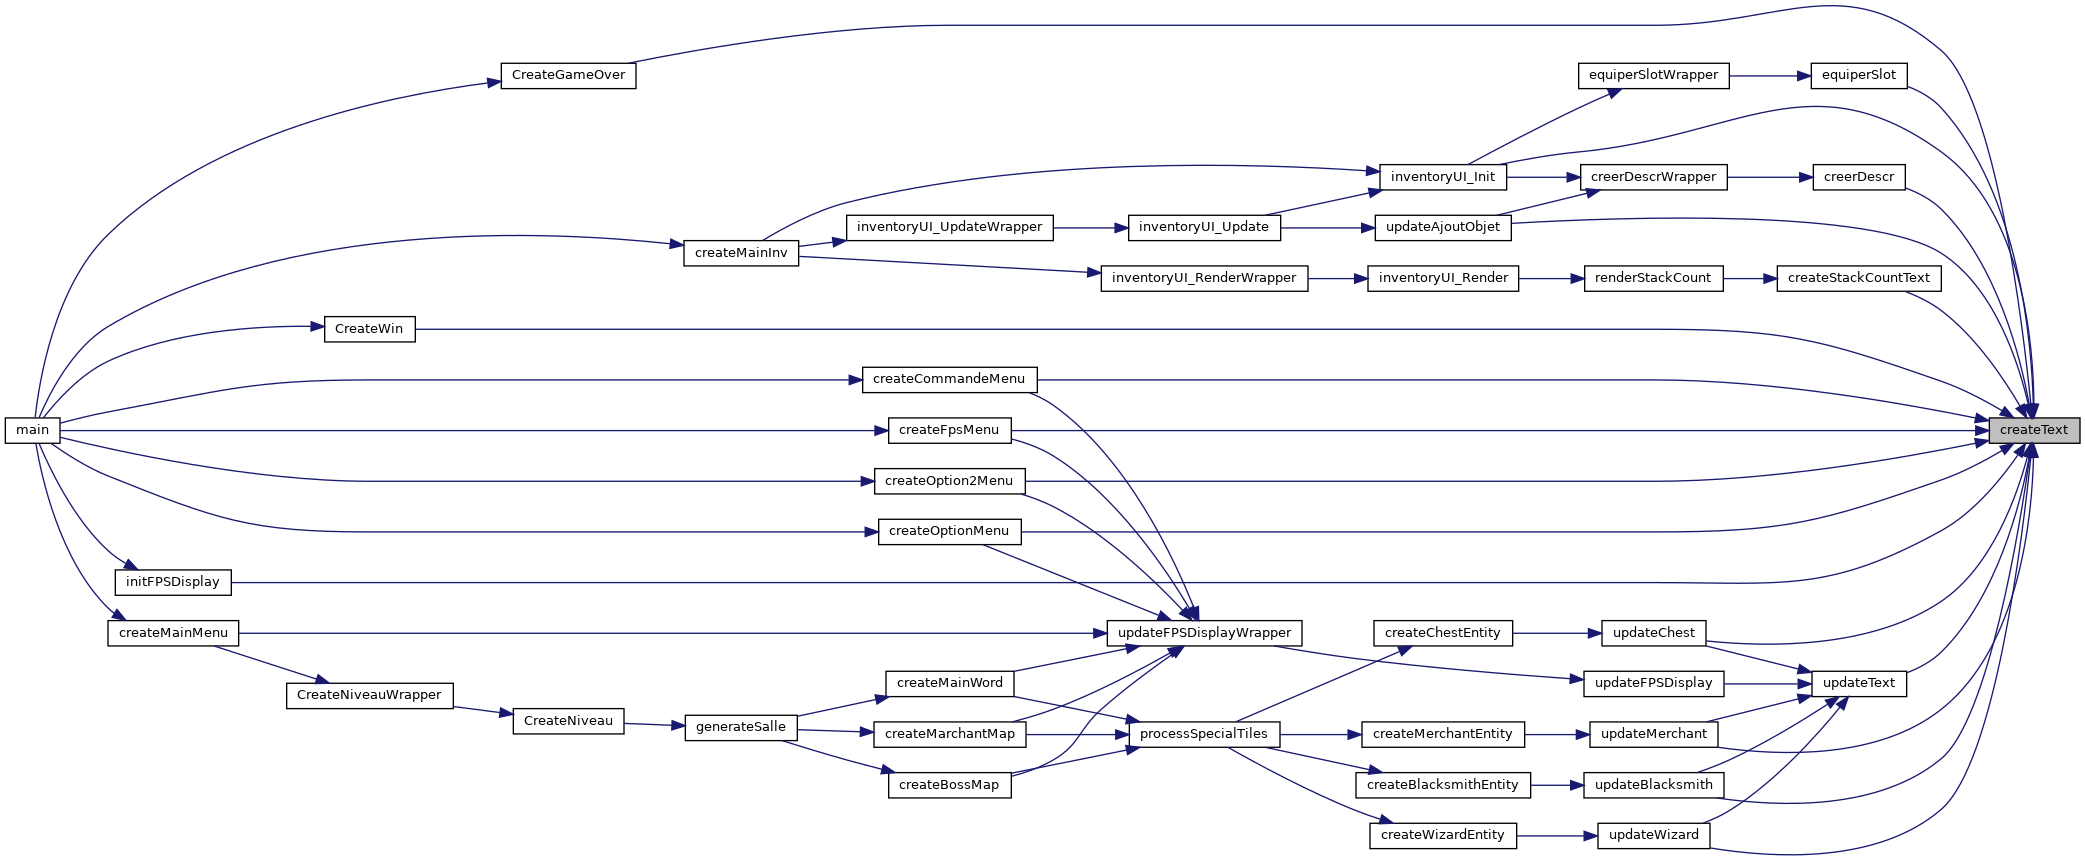 CreateGameOver
equiperSlotWrapper
equiperSlot
inventoryUI_Init
creerDescrWrapper
creerDescr
inventoryUI_UpdateWrapper
inventoryUI_Update
updateAjoutObjet
createMainInv
inventoryUI_RenderWrapper
inventoryUI_Render
renderStackCount
createStackCountText
CreateWin
createCommandeMenu
main
createFpsMenu
createText
createOption2Menu
createOptionMenu
initFPSDisplay
createMainMenu
updateFPSDisplayWrapper
createChestEntity
updateChest
createMainWord
updateFPSDisplay
updateText
CreateNiveauWrapper
CreateNiveau
generateSalle
createMarchantMap
processSpecialTiles
createMerchantEntity
updateMerchant
createBossMap
createBlacksmithEntity
updateBlacksmith
createWizardEntity
updateWizard